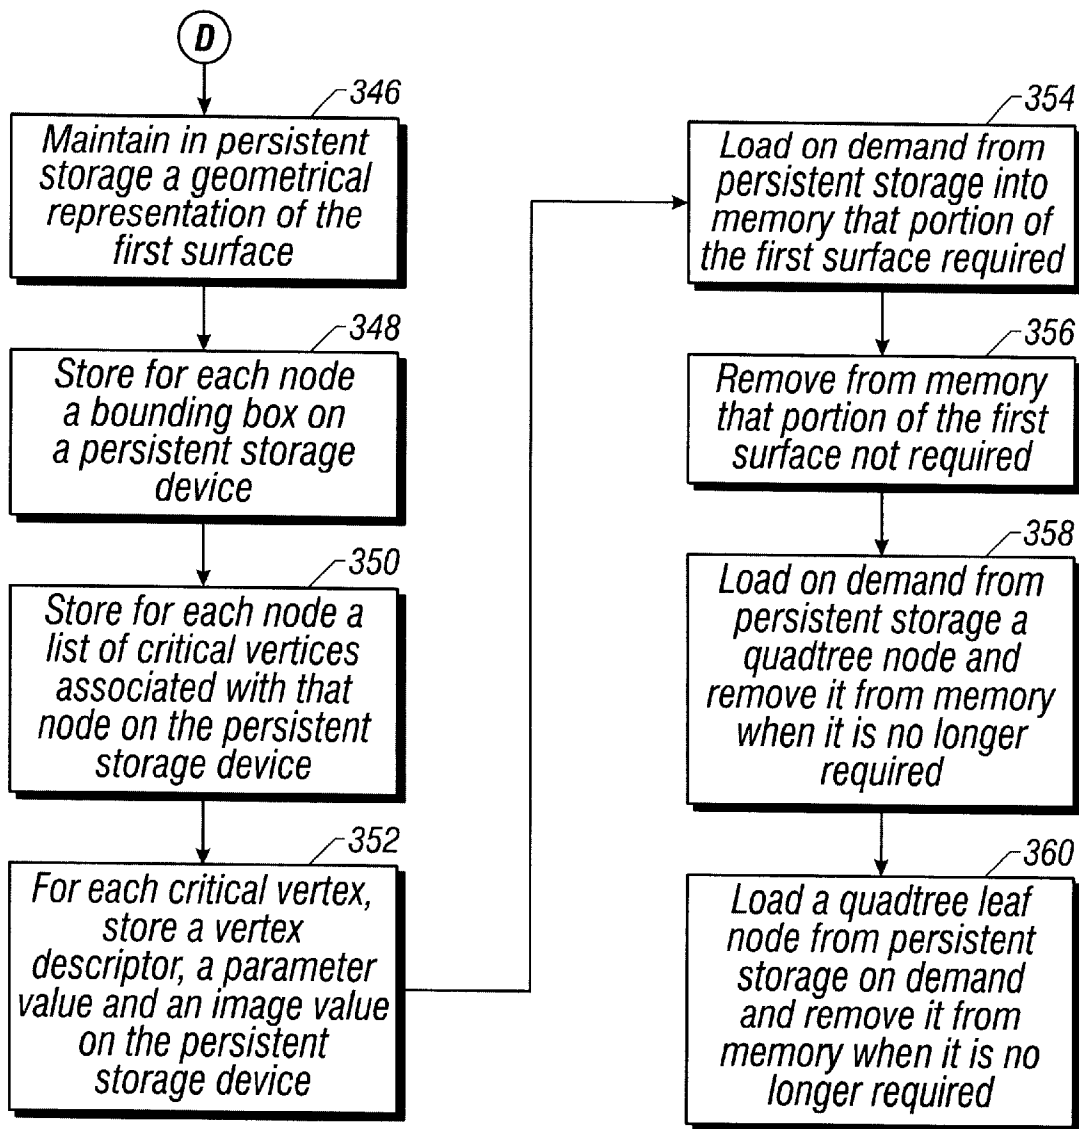 D
346
Maintain in persistent
storage a geometrical
representation of the
first surface
348
Store for each node
a bounding box on
a persistent storage
device
350
Store for each node a
list of critical vertices
associated with that
node on the persistent
storage device
352
For each critical vertex,
store a vertex
descriptor, a parameter
value and an image value
on the persistent
storage device
354
Load on demand from
persistent storage into
memory that portion of
the first surface required
356
Remove from memory
that portion of the first
surface not required
358
Load on demand from
persistent storage a
quadtree node and
remove it from memory
when it is no longer
required
360
Load a quadtree leaf
node from persistent
storage on demand
and remove it from
memory when it is no
longer required